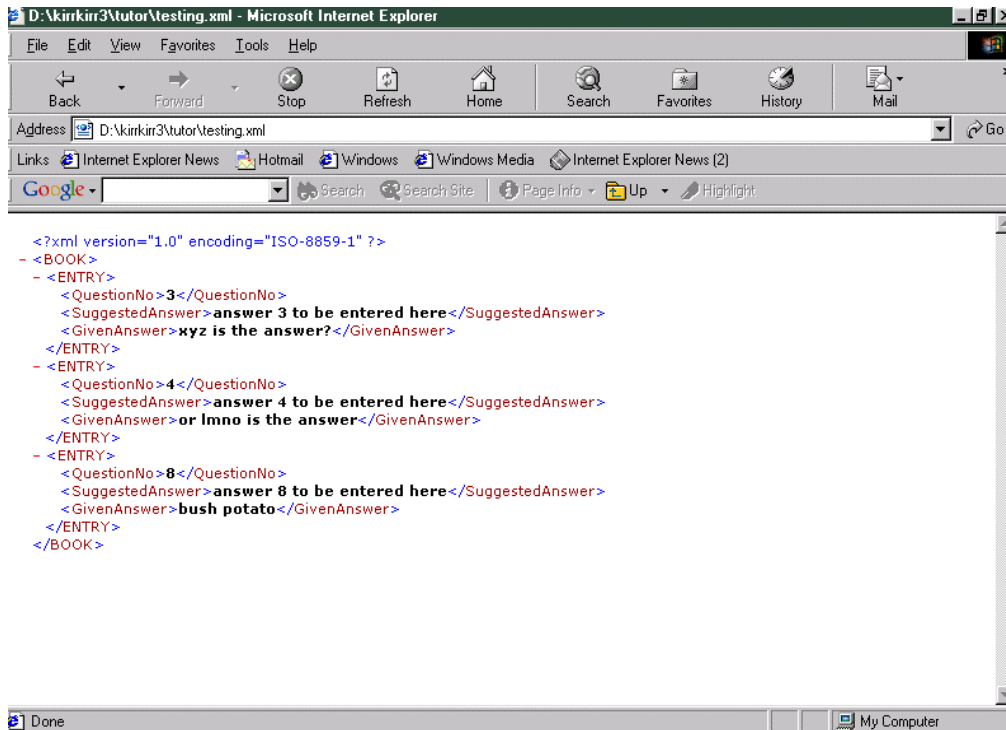 D:\kirrkirr3\tutor\testing.xml - Microsoft Internet Explorer
File Edit View Favorites Tools Help
Back Forward Stop Refresh Home Search Favorites History Mail
Address D:\kirrkirr3\tutor\testing.xml Go
Links Internet Explorer News Hotmail Windows Windows Media Internet Explorer News (2)
Google Search Search Site Page Info Up Highlight
<?xml version="1.0" encoding="ISO-8859-1" ?>
- <BOOK>
- <ENTRY>
<QuestionNo>3</QuestionNo>
<SuggestedAnswer>answer 3 to be entered here</SuggestedAnswer>
<GivenAnswer>xyz is the answer?</GivenAnswer>
</ENTRY>
- <ENTRY>
<QuestionNo>4</QuestionNo>
<SuggestedAnswer>answer 4 to be entered here</SuggestedAnswer>
<GivenAnswer>or lmno is the answer</GivenAnswer>
</ENTRY>
- <ENTRY>
<QuestionNo>8</QuestionNo>
<SuggestedAnswer>answer 8 to be entered here</SuggestedAnswer>
<GivenAnswer>bush potato</GivenAnswer>
</ENTRY>
</BOOK>
Done My Computer